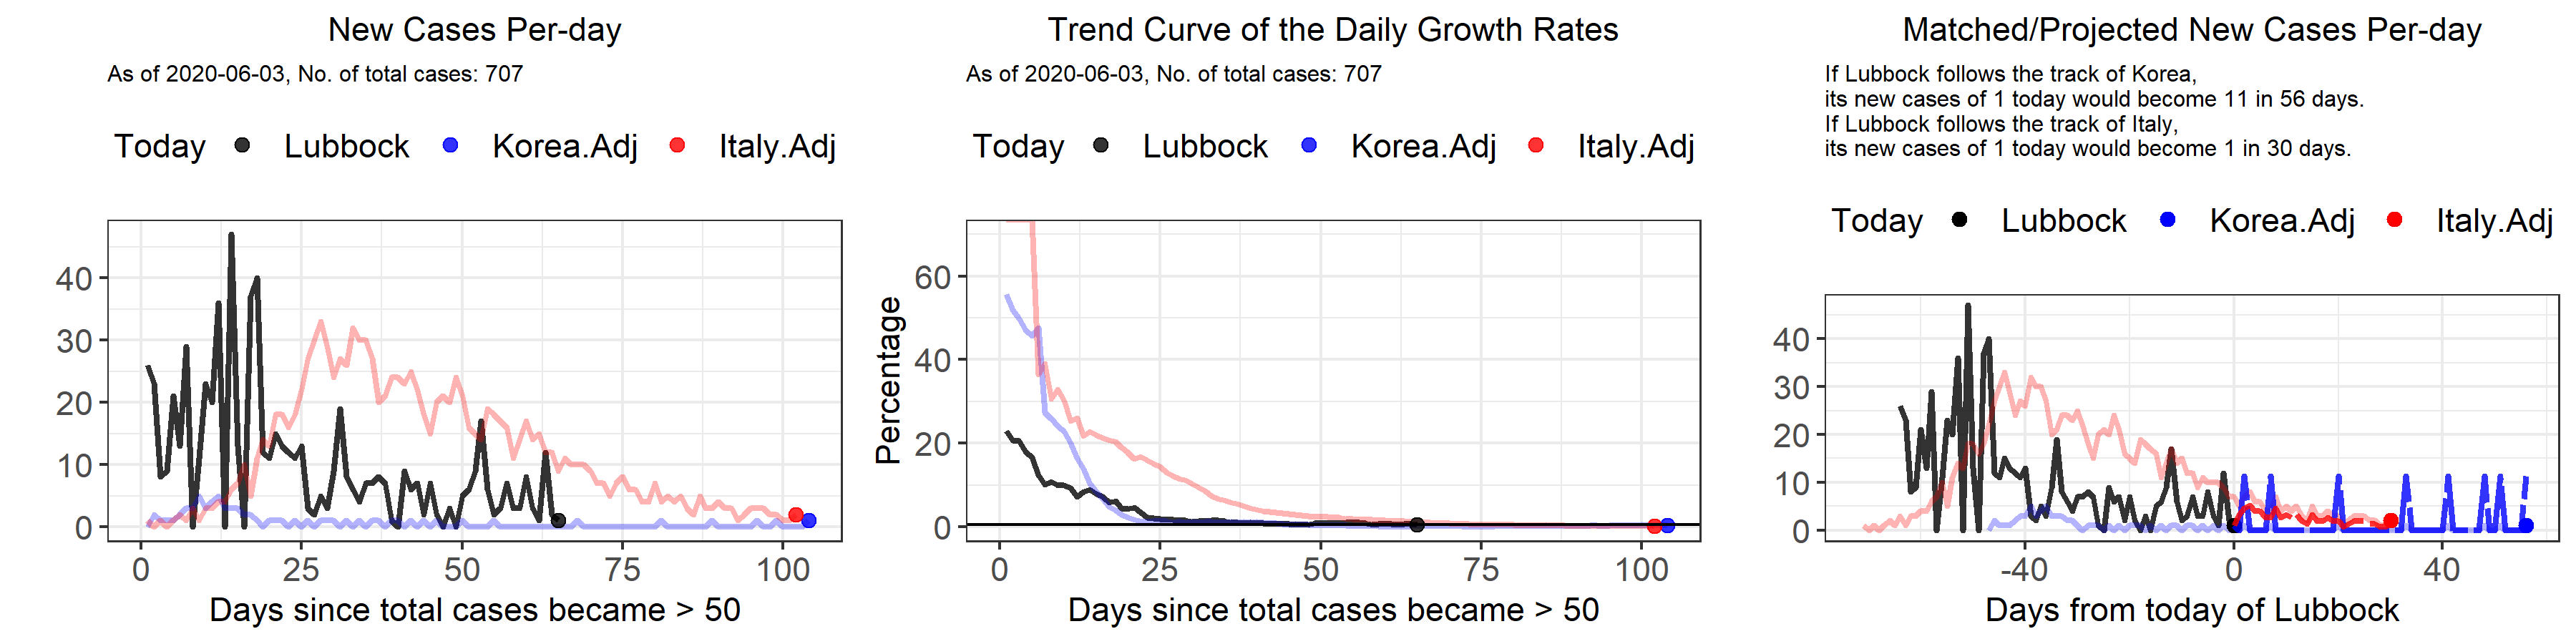 New Cases Per-day
As of 2020-06-03, No. of total cases: 707
Today Lubbock Korea.Adj Italy.Adj
40
30
20
10
0
0 25 50 75 100
Days since total cases became > 50
Trend Curve of the Daily Growth Rates
As of 2020-06-03, No. of total cases: 707
Today Lubbock Korea.Adj Italy.Adj
Percentage
60
40
20
0
0 25 50 75 100
Days since total cases became > 50
Matched/Projected New Cases Per-day
If Lubbock follows the track of Korea,
its new cases of 1 today would become 11 in 56 days.
If Lubbock follows the track of Italy,
its new cases of 1 today would become 1 in 30 days.
Today Lubbock Korea.Adj Italy.Adj
40
30
20
10
0
-40 0 40
Days from today of Lubbock